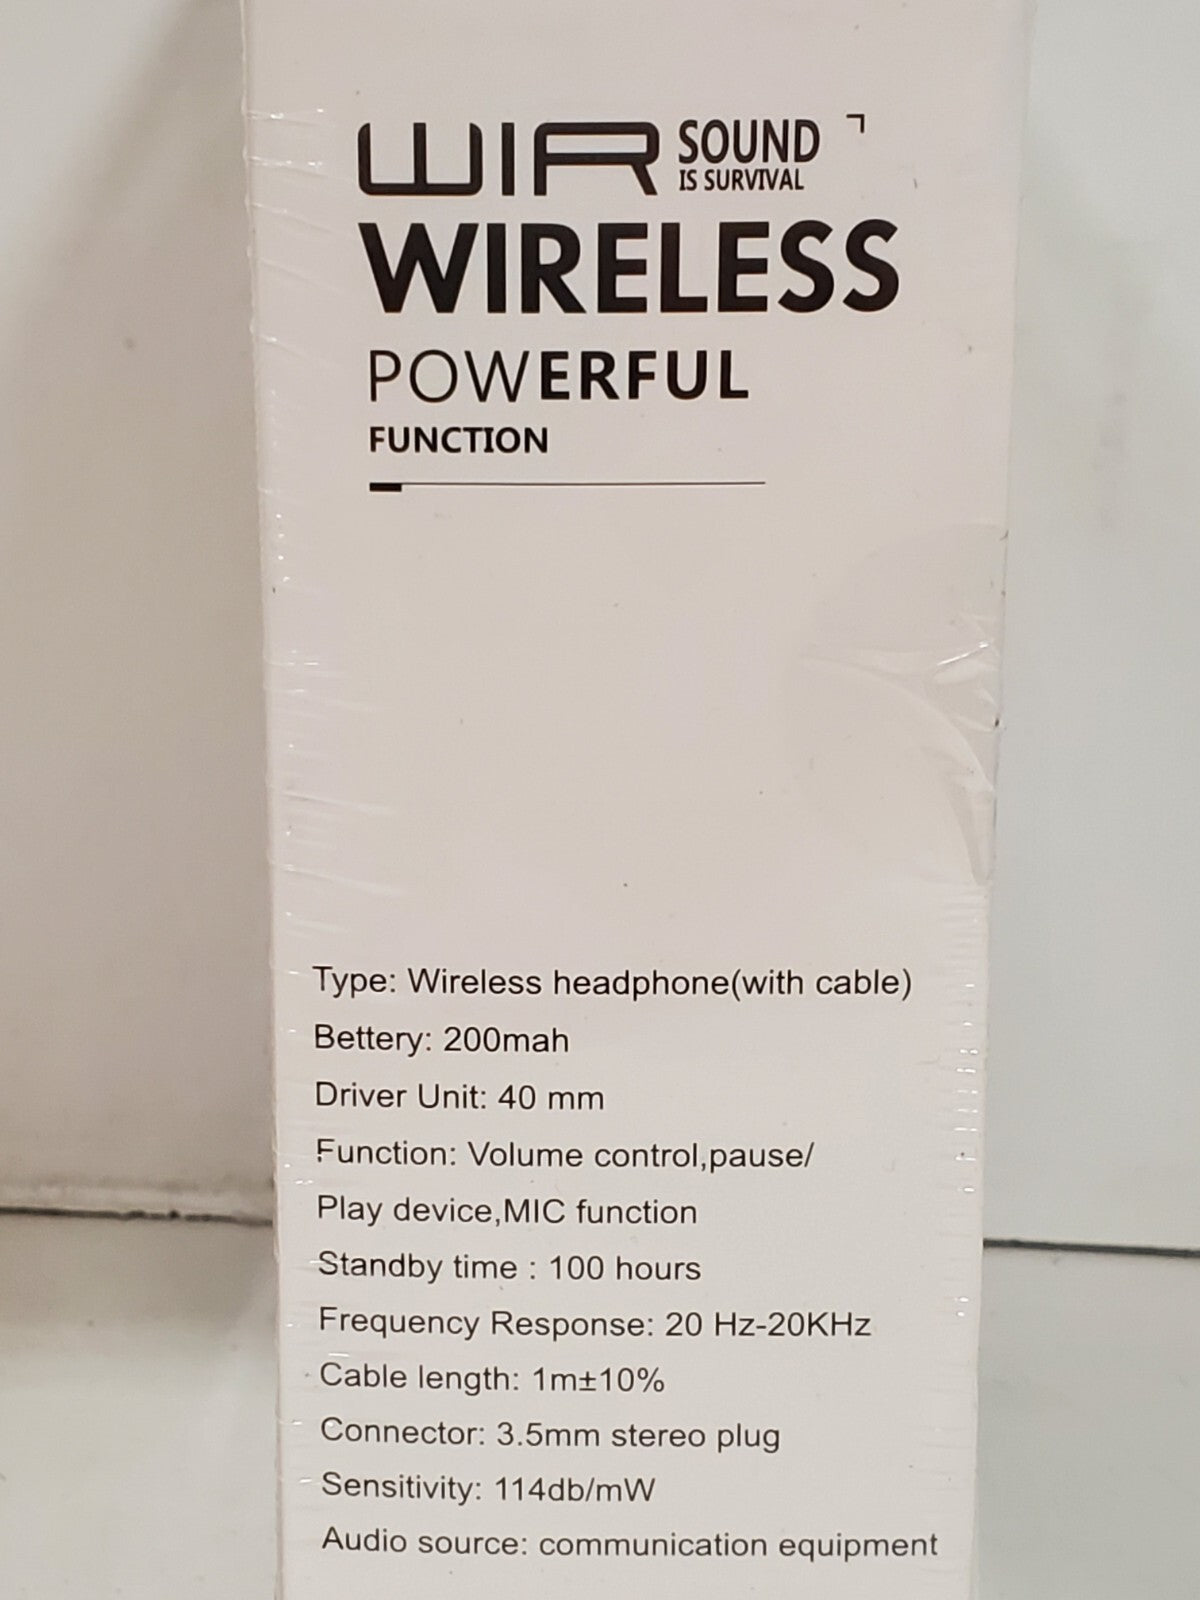 WIR SOUND
IS SURVIVAL
WIRELESS
POWERFUL
FUNCTION
Type: Wireless headphone(with cable)
Bettery: 200mah
Driver Unit: 40 mm
Function: Volume control,pause/
Play device,MIC function
Standby time : 100 hours
Frequency Response: 20 Hz-20KHz
Cable length: 1m±10%
Connector: 3.5mm stereo plug
Sensitivity: 114db/mW
Audio source: communication equipment